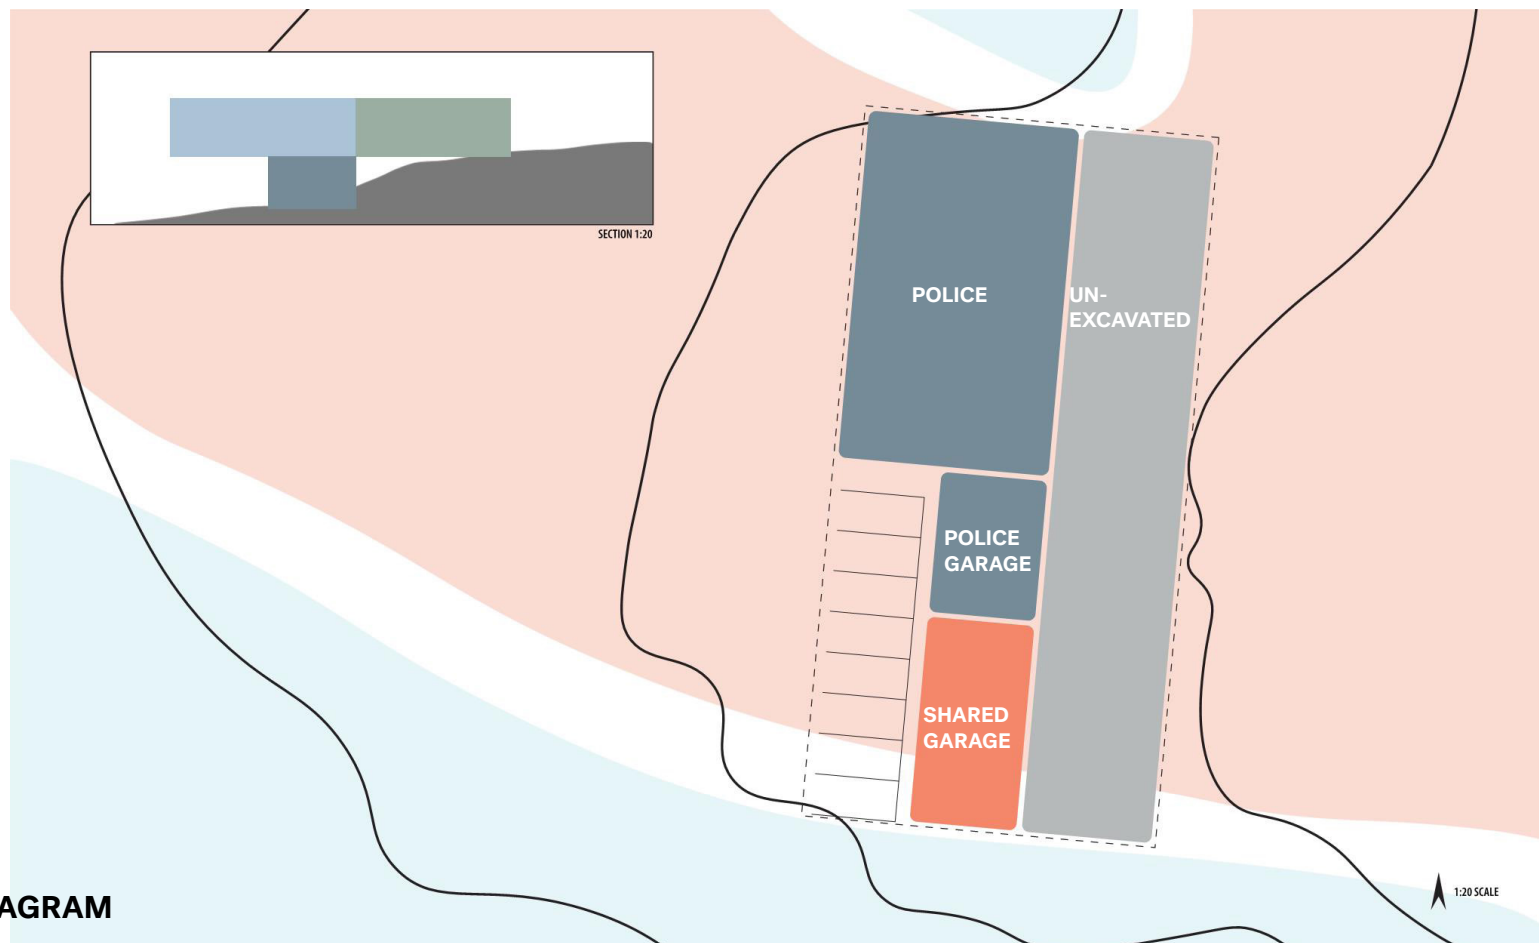 SECTION 1:20
POLICE
UN-
EXCAVATED
POLICE
GARAGE
SHARED
GARAGE
1:20 SCALE
AGRAM